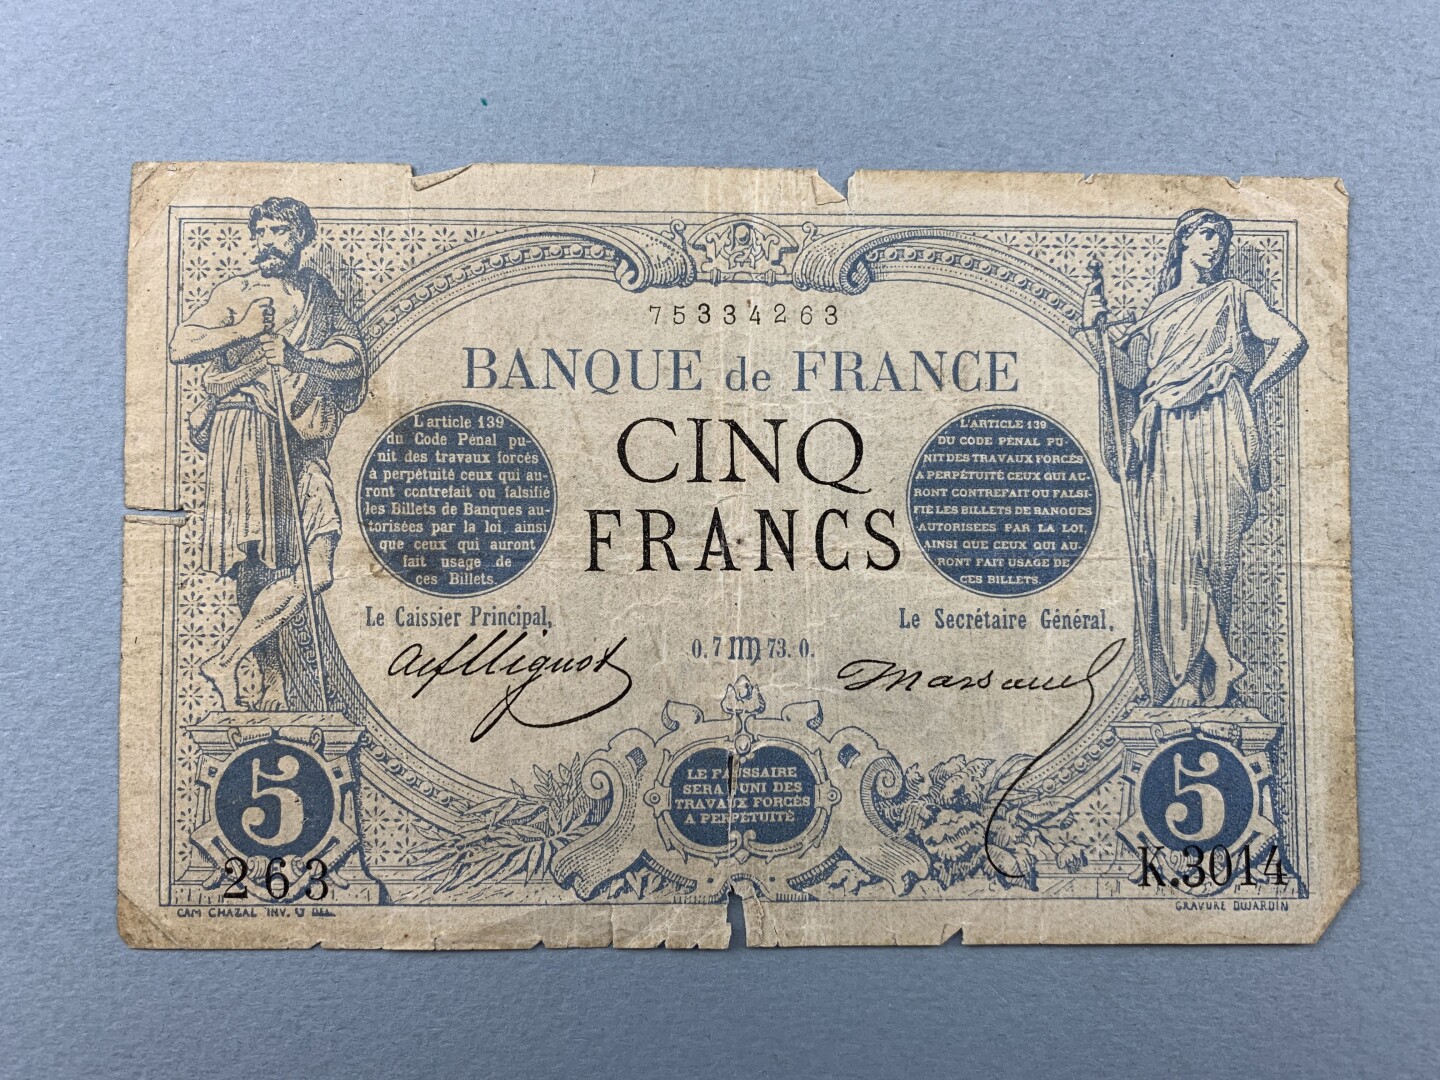 75334263
BANQUE de FRANCE
CINQ
FRANCS
L'article 139
du Code Pénal pu-
nit des travaux forcés
à perpétuité ceux qui au-
ront contrefait ou falsifié
les Billets de Banques au-
torisées par la loi, ainsi
que ceux qui auront
fait usage de
ces Billets.
L'ARTICLE 139
DU CODE PÉNAL PU-
NIT DES TRAVAUX FORCÉS
A PERPÉTUITÉ CEUX QUI AU-
RONT CONTREFAIT OU FALSI-
FIÉ LES BILLETS DE BANQUES
AUTORISÉES PAR LA LOI,
AINSI QUE CEUX QUI AU-
RONT FAIT USAGE DE
CES BILLETS.
Le Caissier Principal,
Mignot
Le Secrétaire Général,
Marsaud
O. 7 73. O.
LE FAUSSAIRE
SERA PUNI DES
TRAVAUX FORCÉS
A PERPÉTUITÉ
5
5
263
K.3014
CAM CHAZAL INV. & DEL.
GRAVURE DUJARDIN